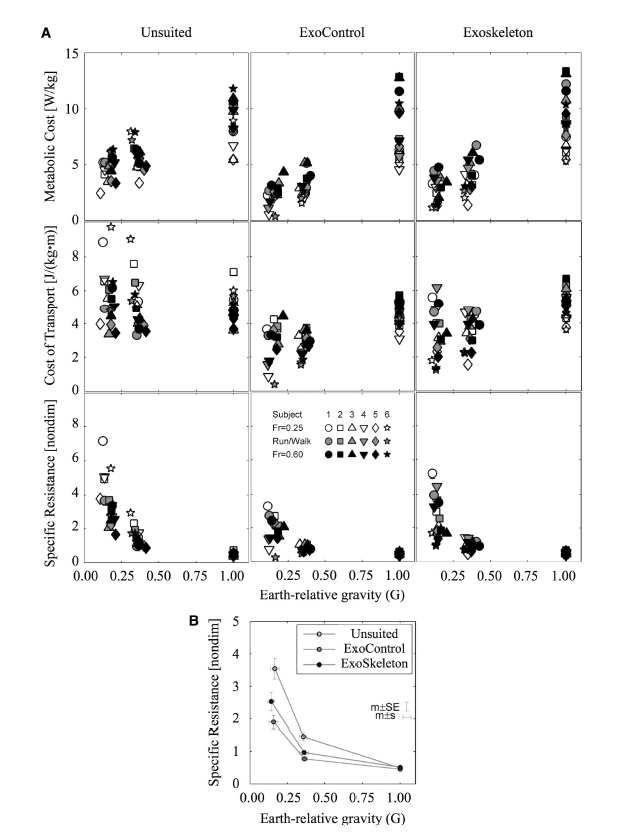 A
Unsuited
ExoControl
Exoskeleton
Metabolic Cost [W/kg]
15
10
5
0
Cost of Transport [J/(kg•m)]
8
6
4
2
0
Specific Resistance [nondim]
8
6
4
2
0
Subject 1 2 3 4 5 6
Fr=0.25
Run/Walk
Fr=0.60
0.00 0.25 0.50 0.75 1.00
0.25 0.50 0.75 1.00
0.25 0.50 0.75 1.00
Earth-relative gravity (G)
Earth-relative gravity (G)
B
Specific Resistance [nondim]
5
4
3
2
1
0
Unsuited
ExoControl
ExoSkeleton
m±SE
m±s
0.00 0.25 0.50 0.75 1.00
Earth-relative gravity (G)